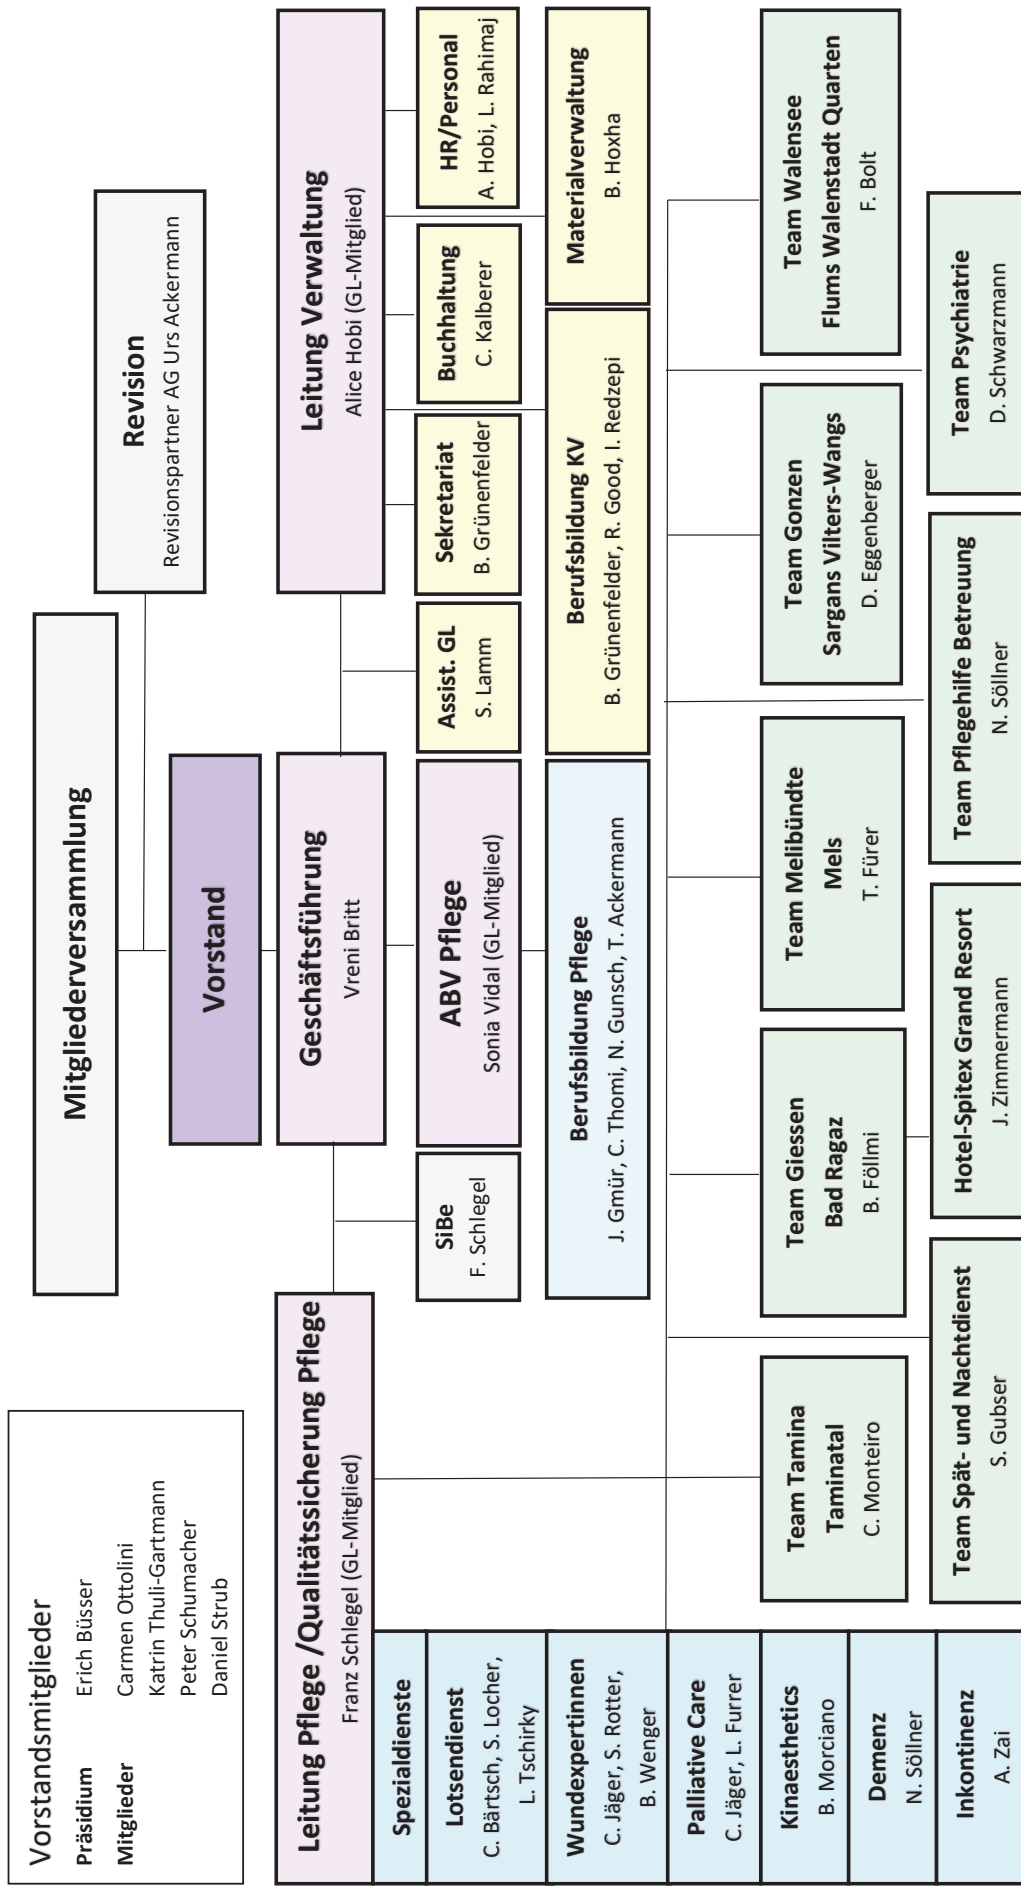 Vorstandsmitglieder
Präsidium Erich Büsser
Mitglieder Carmen Ottolini
Katrin Thuli-Gartmann
Peter Schumacher
Daniel Strub
Mitgliederversammlung
Revision
Revisionspartner AG Urs Ackermann
Vorstand
Geschäftsführung
Vreni Britt
Leitung Pflege /Qualitätssicherung Pflege
Franz Schlegel (GL-Mitglied)
Leitung Verwaltung
Alice Hobi (GL-Mitglied)
SiBe
F. Schlegel
ABV Pflege
Sonia Vidal (GL-Mitglied)
Assist. GL
S. Lamm
Sekretariat
B. Grünenfelder
Buchhaltung
C. Kalberer
HR/Personal
A. Hobi, L. Rahimaj
Berufsbildung Pflege
J. Gmür, C. Thomi, N. Gunsch, T. Ackermann
Berufsbildung KV
B. Grünenfelder, R. Good, I. Redzepi
Materialverwaltung
B. Hoxha
Spezialdienste
Lotsendienst
C. Bärtsch, S. Locher,
L. Tschirky
Wundexpertinnen
C. Jäger, S. Rotter,
B. Wenger
Palliative Care
C. Jäger, L. Furrer
Kinaesthetics
B. Morciano
Demenz
N. Söllner
Inkontinenz
A. Zai
Team Tamina
Taminatal
C. Monteiro
Team Giessen
Bad Ragaz
B. Föllmi
Team Melibündte
Mels
T. Fürer
Team Gonzen
Sargans Vilters-Wangs
D. Eggenberger
Team Walensee
Flums Walenstadt Quarten
F. Bolt
Team Spät- und Nachtdienst
S. Gubser
Hotel-Spitex Grand Resort
J. Zimmermann
Team Pflegehilfe Betreuung
N. Söllner
Team Psychiatrie
D. Schwarzmann